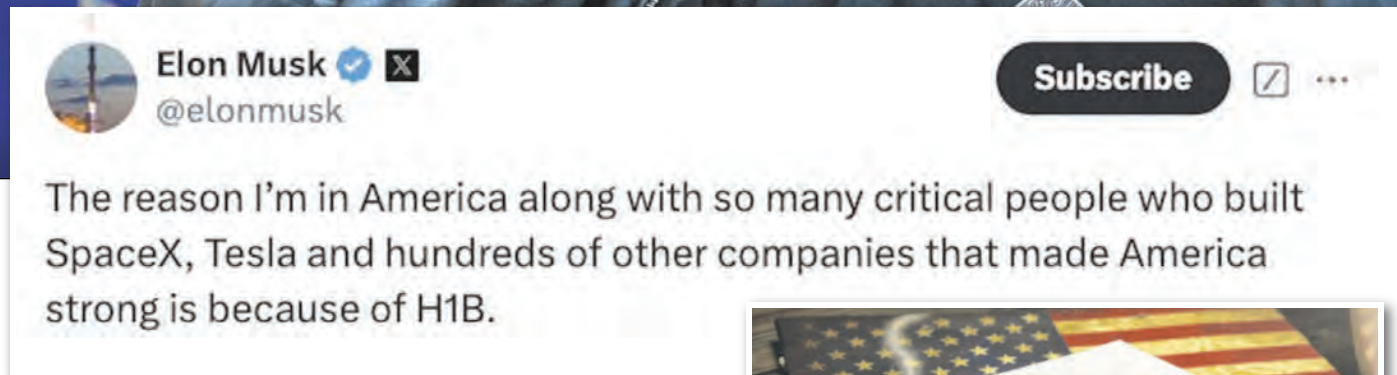 Elon Musk
@elonmusk
Subscribe
The reason I'm in America along with so many critical people who built
SpaceX, Tesla and hundreds of other companies that made America
strong is because of H1B.